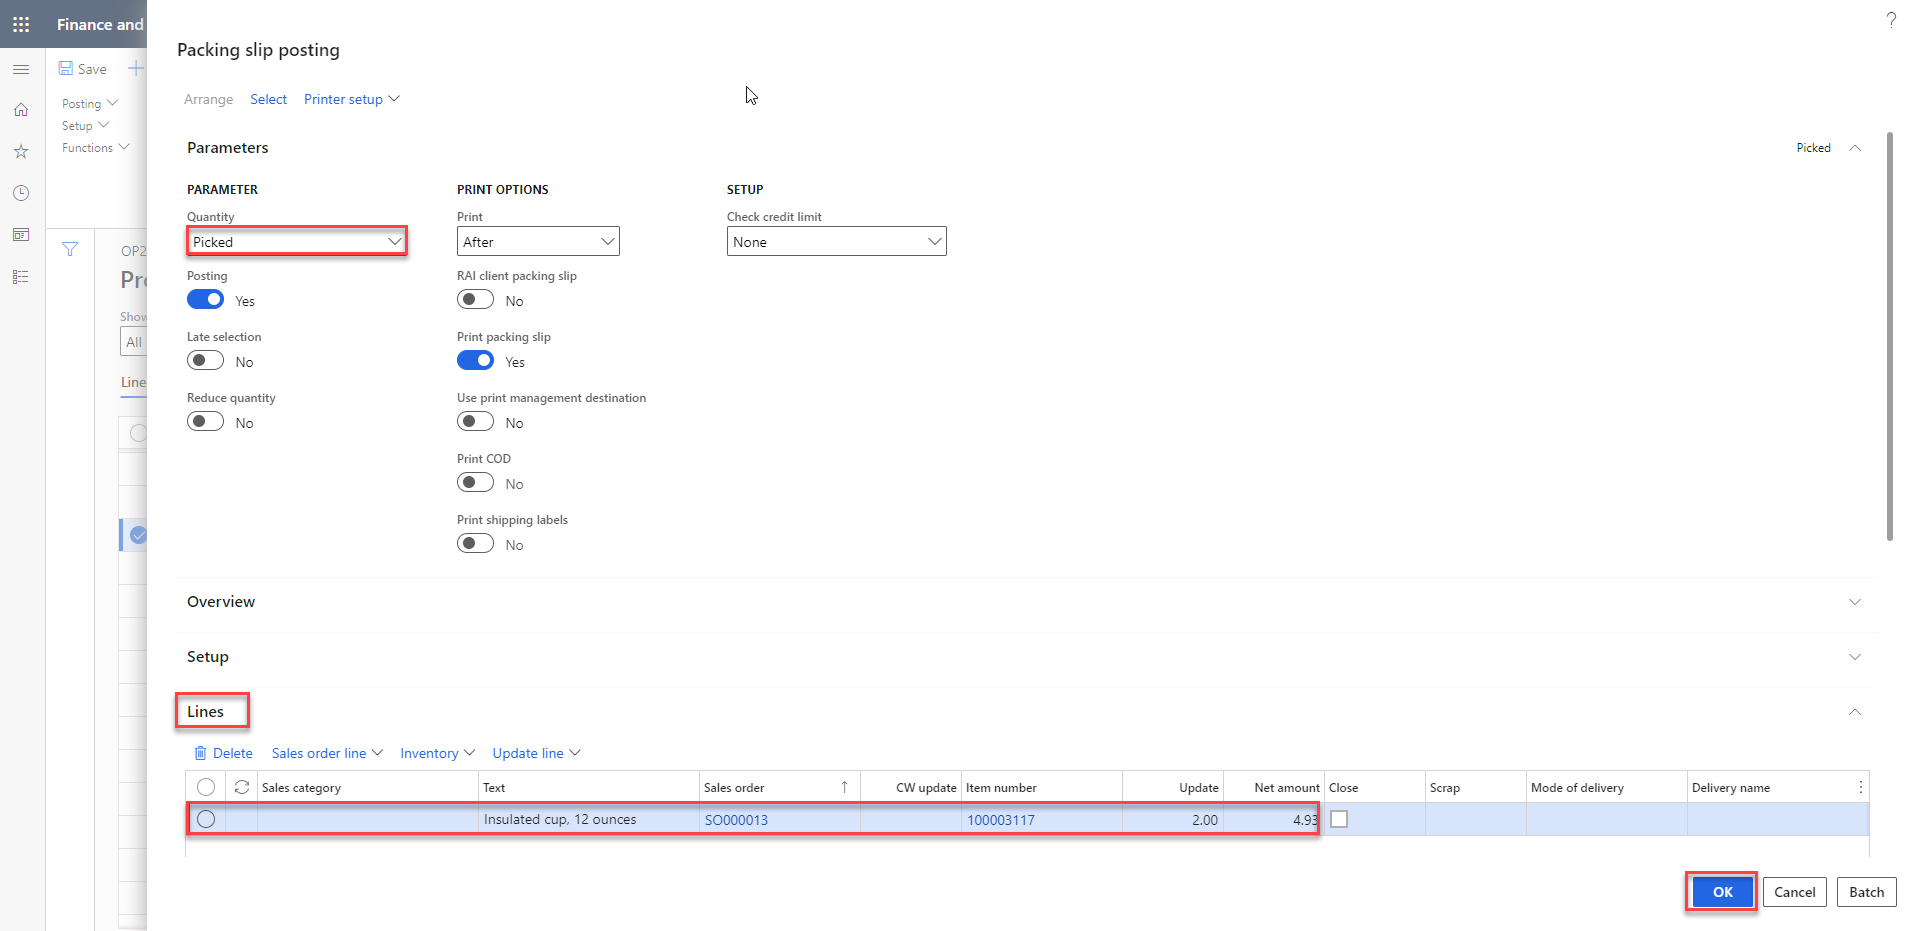 Finance and
?
Save
Posting
Setup
Functions
OP2
Pro
Show
All
Line
Packing slip posting
Arrange Select Printer setup
Parameters Picked
PARAMETER
Quantity
Picked
Posting
Yes
Late selection
No
Reduce quantity
No
PRINT OPTIONS
Print
After
RAI client packing slip
No
Print packing slip
Yes
Use print management destination
No
Print COD
No
Print shipping labels
No
SETUP
Check credit limit
None
Overview
Setup
Lines
Delete Sales order line Inventory Update line
Sales category Text Sales order CW update Item number Update Net amount Close Scrap Mode of delivery Delivery name
Insulated cup, 12 ounces SO000013 100003117 2.00 4.93
OK Cancel Batch